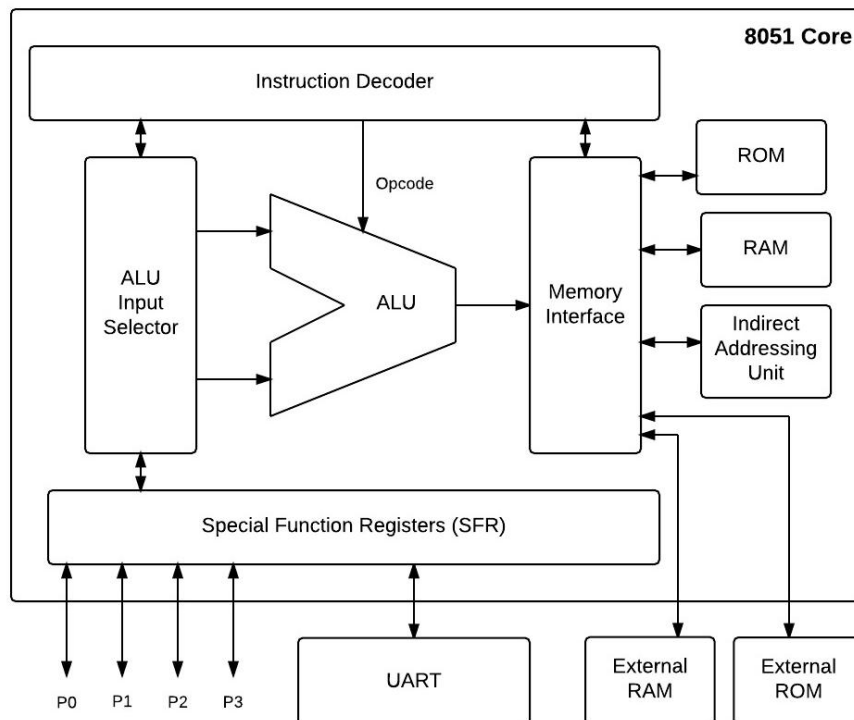 8051 Core
Instruction Decoder
Opcode
ROM
RAM
ALU
Input
Selector
ALU
Memory
Interface
Indirect
Addressing
Unit
Special Function Registers (SFR)
P0
P1
P2
P3
UART
External
RAM
External
ROM